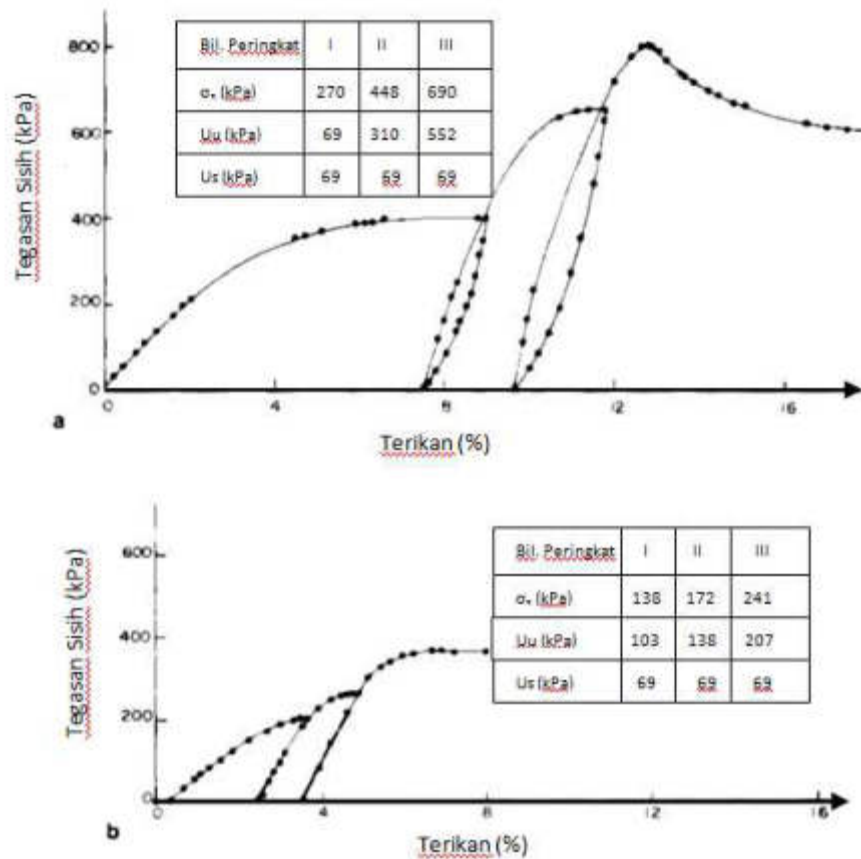 Tegasan Sisih (kPa)
800
600
400
200
0
Bil. Peringkat I II III
σₙ (kPa) 270 448 690
Uu (kPa) 69 310 552
Us (kPa) 69 69 69
0 4 8 12 16
a
Terikan (%)
Tegasan Sisih (kPa)
600
400
200
0
Bil. Peringkat I II III
(kPa) 138 172 241
Uu (kPa) 103 138 207
Us (kPa) 69 69 69
0 4 8 12 16
b
Terikan (%)